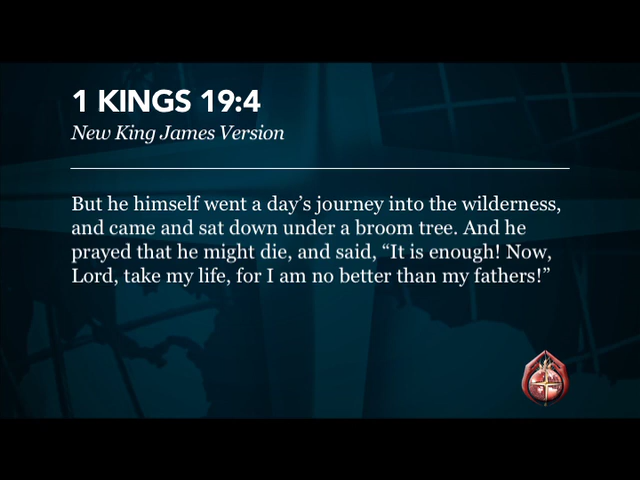 1 KINGS 19:4
New King James Version
But he himself went a day’s journey into the wilderness,
and came and sat down under a broom tree. And he
prayed that he might die, and said, “It is enough! Now,
Lord, take my life, for I am no better than my fathers!”